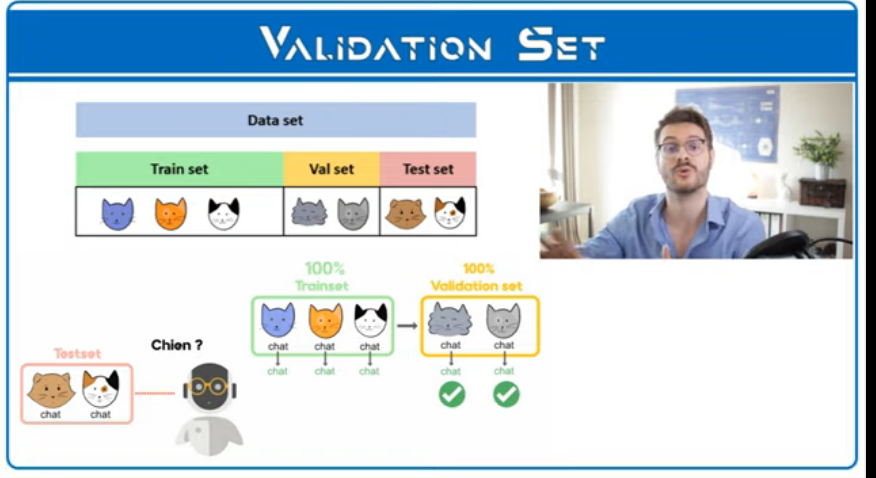 VALIDATION SET
Data set
Train set Val set Test set
100%
Trainset
100%
Validation set
chat chat chat chat chat
chat chat chat chat chat
Chien ?
Testset
chat chat